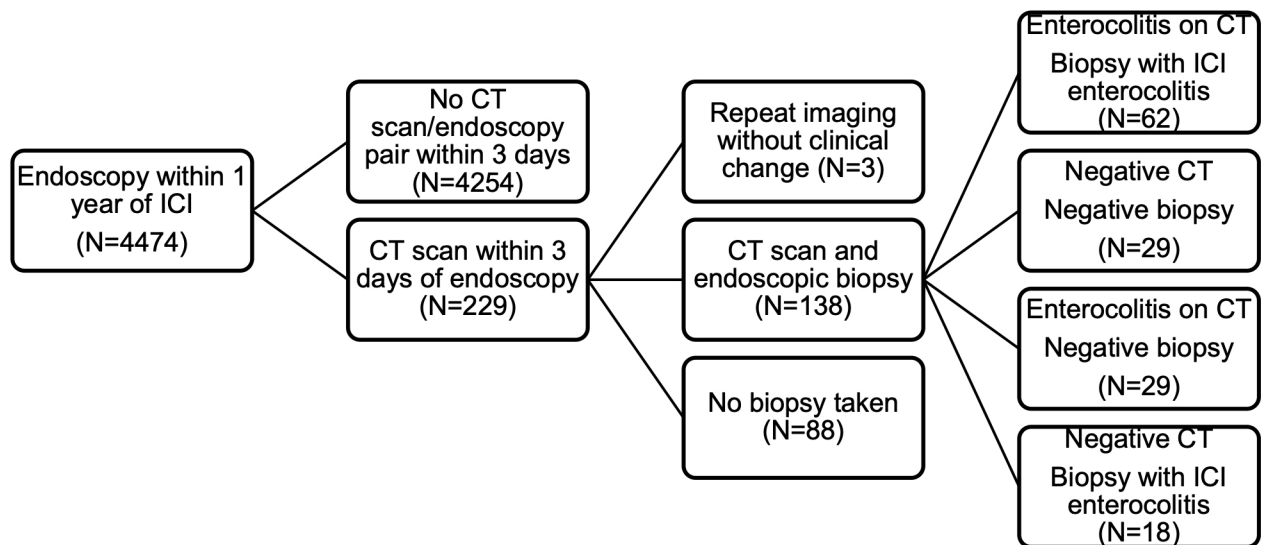 Endoscopy within 1
year of ICI
(N=4474)
No CT
scan/endoscopy
pair within 3 days
(N=4254)
CT scan within 3
days of endoscopy
(N=229)
Repeat imaging
without clinical
change (N=3)
CT scan and
endoscopic biopsy
(N=138)
No biopsy taken
(N=88)
Enterocolitis on CT
Biopsy with ICI
enterocolitis
(N=62)
Negative CT
Negative biopsy
(N=29)
Enterocolitis on CT
Negative biopsy
(N=29)
Negative CT
Biopsy with ICI
enterocolitis
(N=18)